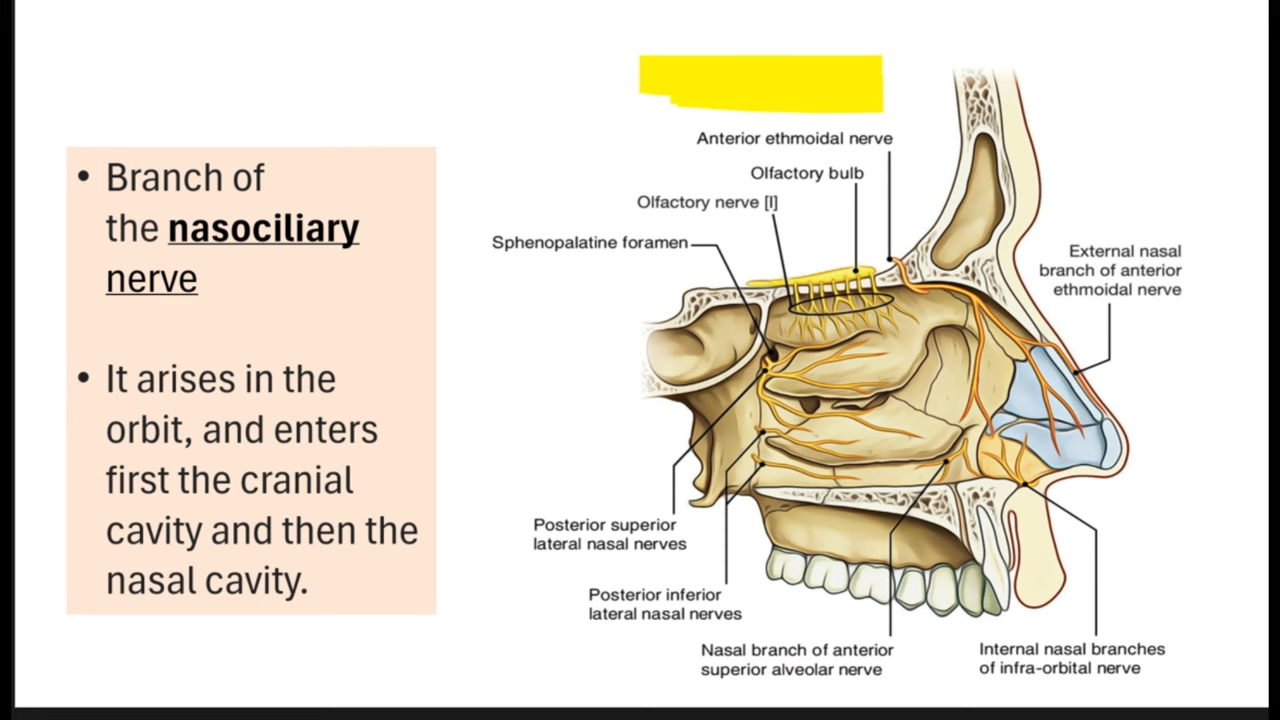 • Branch of
the nasociliary
nerve
• It arises in the
orbit, and enters
first the cranial
cavity and then the
nasal cavity.
Anterior ethmoidal nerve
Olfactory bulb
Olfactory nerve [I]
Sphenopalatine foramen
External nasal
branch of anterior
ethmoidal nerve
Posterior superior
lateral nasal nerves
Posterior inferior
lateral nasal nerves
Nasal branch of anterior
superior alveolar nerve
Internal nasal branches
of infra-orbital nerve